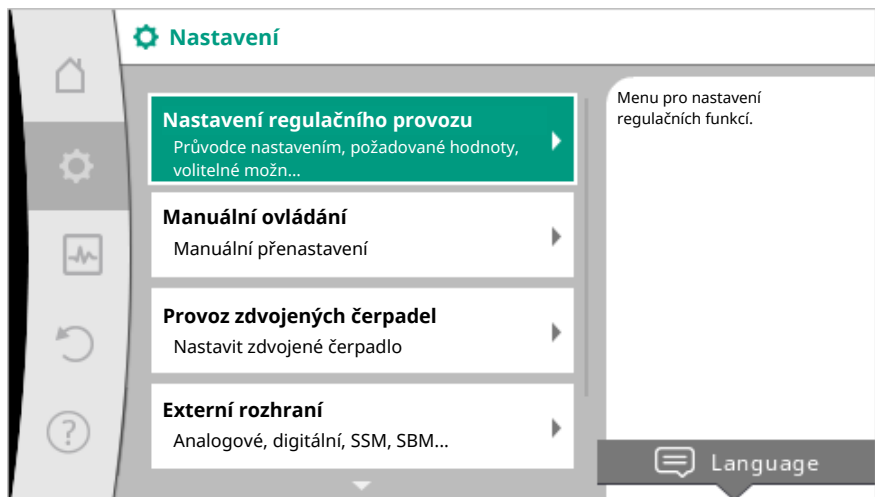 Nastavení
Nastavení regulačního provozu
Průvodce nastavením, požadované hodnoty,
volitelné možn...
Manuální ovládání
Manuální přenastavení
Provoz zdvojených čerpadel
Nastavit zdvojené čerpadlo
Externí rozhraní
Analogové, digitální, SSM, SBM...
Menu pro nastavení
regulačních funkcí.
?
Language